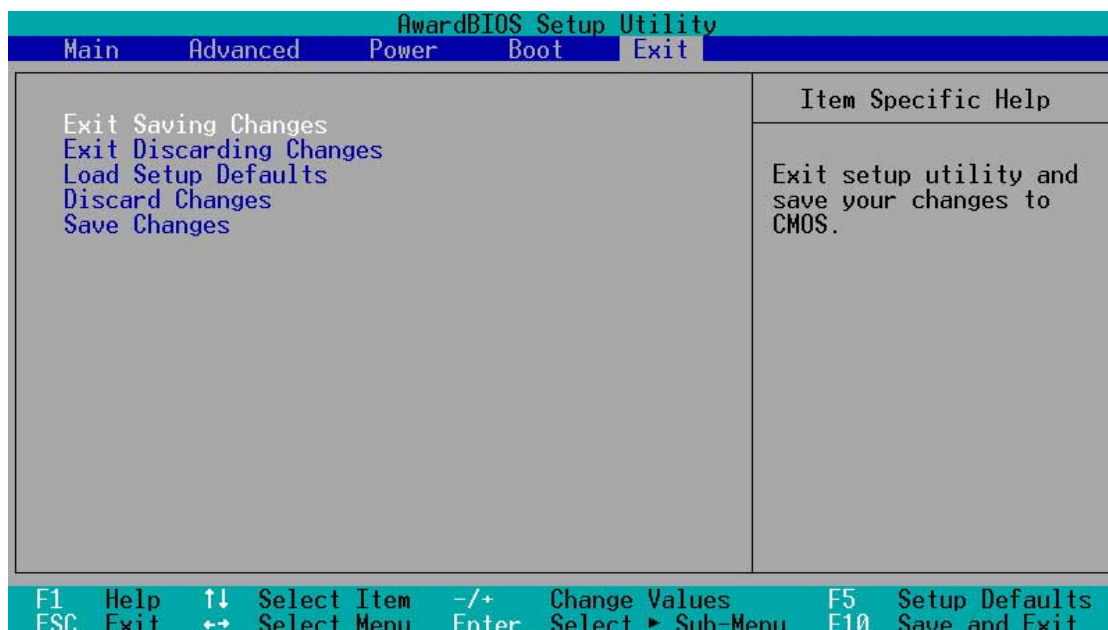 AwardBIOS Setup Utility
Main Advanced Power Boot Exit
Exit Saving Changes
Exit Discarding Changes
Load Setup Defaults
Discard Changes
Save Changes
Item Specific Help
Exit setup utility and
save your changes to
CMOS.
F1 Help ↑↓ Select Item -/+ Change Values F5 Setup Defaults
ESC Exit ←→ Select Menu Enter Select ► Sub-Menu F10 Save and Exit